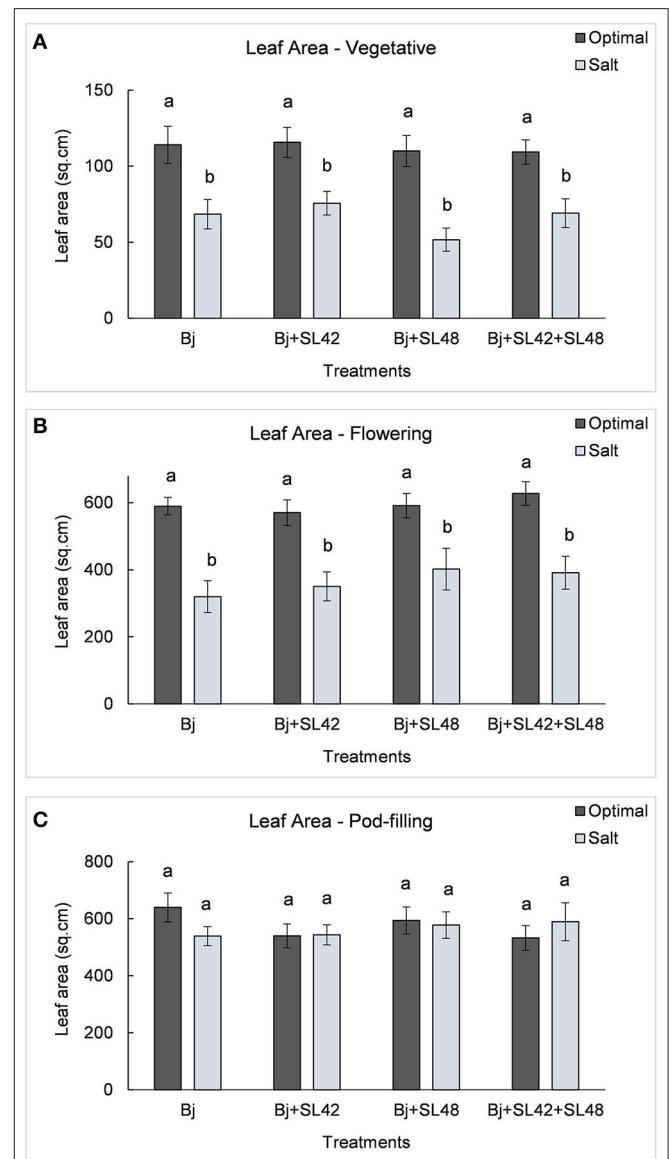 A
Leaf Area - Vegetative
Optimal
Salt
150
100
50
0
Leaf area (sq.cm)
a
b
a
b
a
b
a
b
Bj
Bj+SL42
Bj+SL48
Bj+SL42+SL48
Treatments
B
Leaf Area - Flowering
Optimal
Salt
600
400
200
0
Leaf area (sq.cm)
a
b
a
b
a
b
a
b
Bj
Bj+SL42
Bj+SL48
Bj+SL42+SL48
Treatments
C
Leaf Area - Pod-filling
Optimal
Salt
800
600
400
200
0
Leaf area (sq.cm)
a
a
a
a
a
a
a
a
Bj
Bj+SL42
Bj+SL48
Bj+SL42+SL48
Treatments